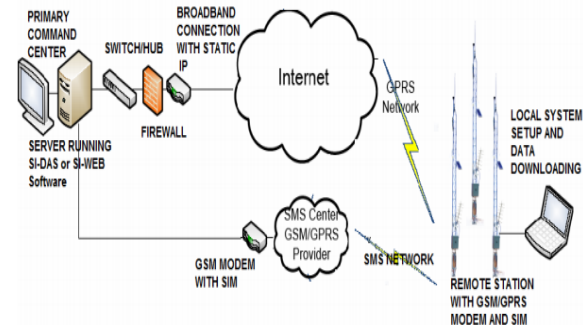 PRIMARY
COMMAND
CENTER
SWITCH/HUB
BROADBAND
CONNECTION
WITH STATIC
IP
FIREWALL
SERVER RUNNING
SI-DAS or SI-WEB
Software
Internet
GPRS
Network
LOCAL SYSTEM
SETUP AND
DATA
DOWNLOADING
GSM MODEM
WITH SIM
SMS Center
GSM/GPRS
Provider
SMS NETWORK
REMOTE STATION
WITH GSM/GPRS
MODEM AND SIM